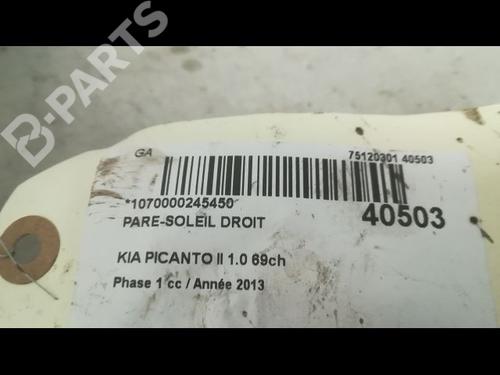 B-PARTS
GA
75120301 40503
*1070000245450
40503
PARE-SOLEIL DROIT
KIA PICANTO II 1.0 69ch
Phase 1 cc / Année 2013